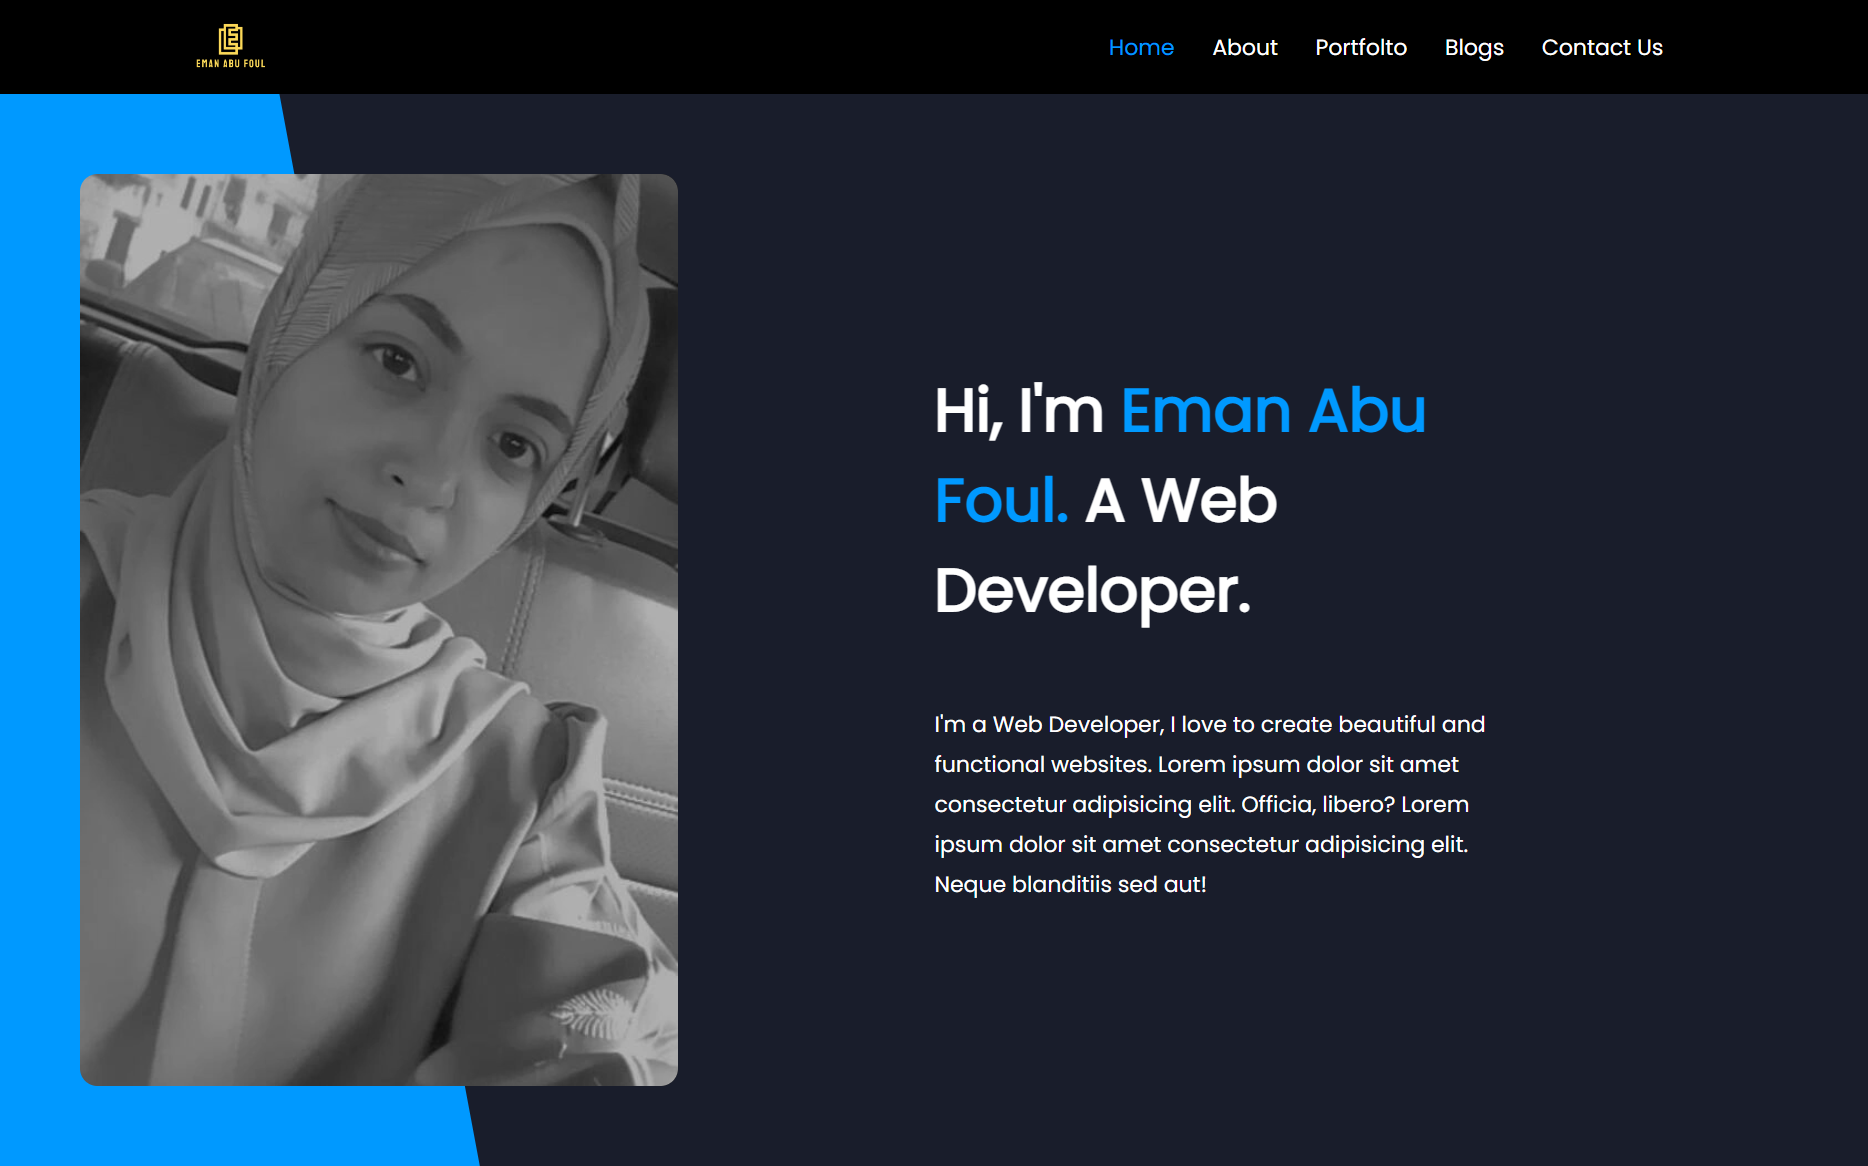 EMAN ABU FOUL
Home About Portfolto Blogs Contact Us
Hi, I'm Eman Abu
Foul. A Web
Developer.
I'm a Web Developer, I love to create beautiful and
functional websites. Lorem ipsum dolor sit amet
consectetur adipisicing elit. Officia, libero? Lorem
ipsum dolor sit amet consectetur adipisicing elit.
Neque blanditiis sed aut!